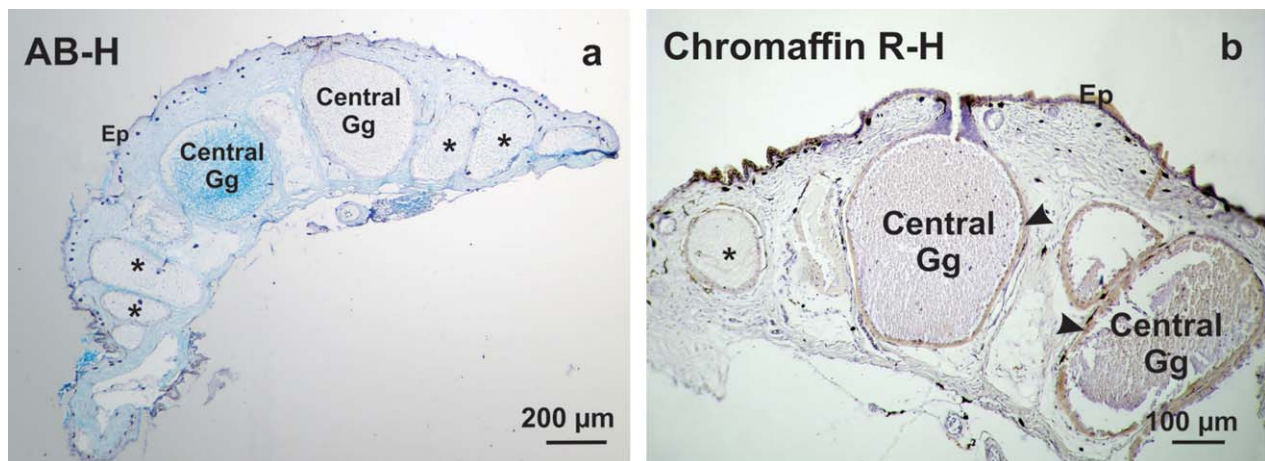 AB-H
a
Central
Gg
Ep
Central
Gg
*
*
*
*
200 µm
Chromaffin R-H
b
Ep
Central
Gg
*
Central
Gg
100 µm